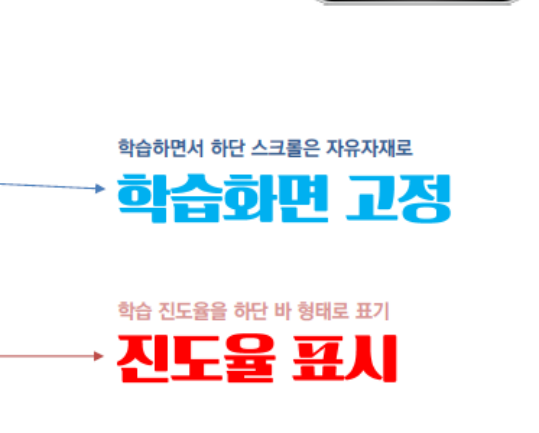 학습하면서 하단 스크롤은 자유자재로
학습화면 고정
학습 진도율을 하단 바 형태로 표기
진도율 표시